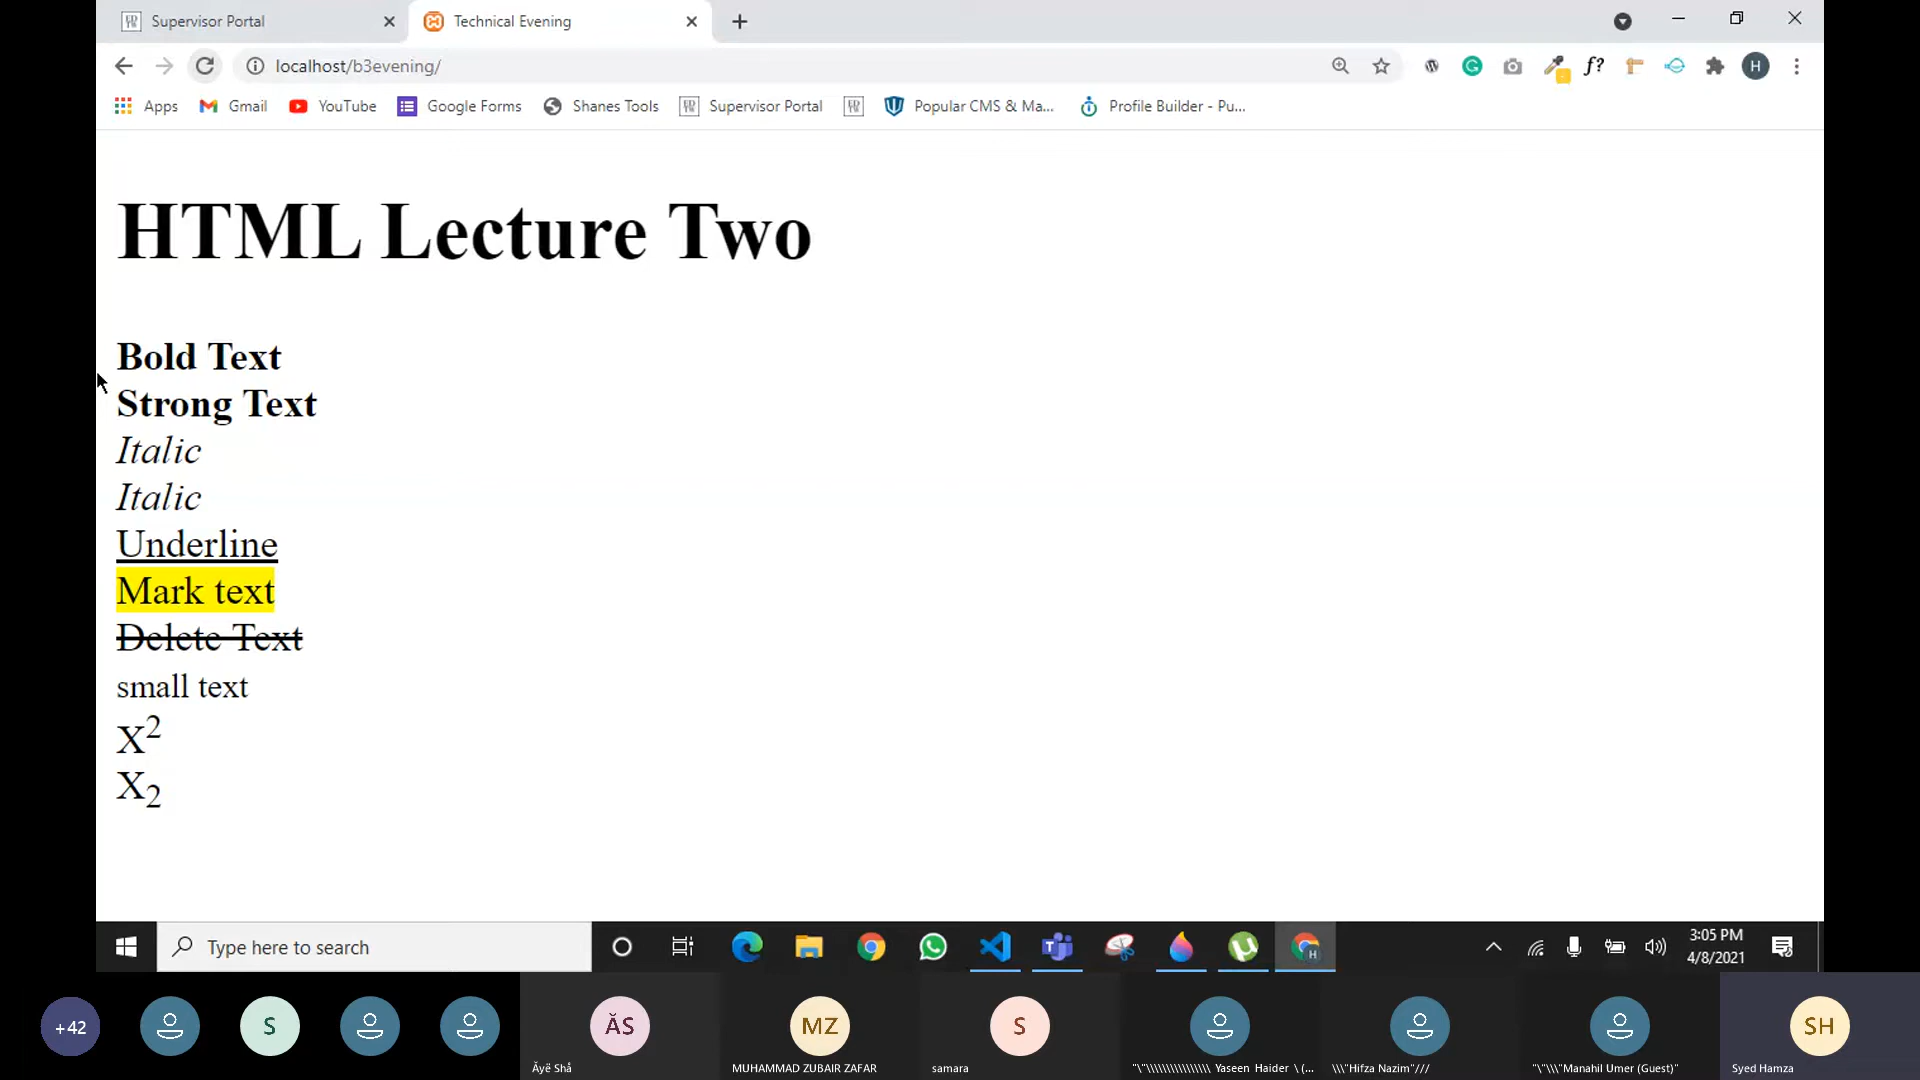 Supervisor Portal
Technical Evening
localhost/b3evening/
f?
H
Apps
Gmail
YouTube
Google Forms
Shanes Tools
Supervisor Portal
Popular CMS & Ma...
Profile Builder - Pu...
HTML Lecture Two
Bold Text
Strong Text
Italic
Italic
Underline
Mark text
Delete Text
small text
X²
X₂
Type here to search
3:05 PM
4/8/2021
+42
S
ĂS
MZ
S
SH
Äyë Shå
MUHAMMAD ZUBAIR ZAFAR
samara
"\"\\\\\\\\\\\\\\\\ Yaseen Haider \ (...
\\\"Hifza Nazim"///
"\"\\\"Manahil Umer (Guest)"
Syed Hamza